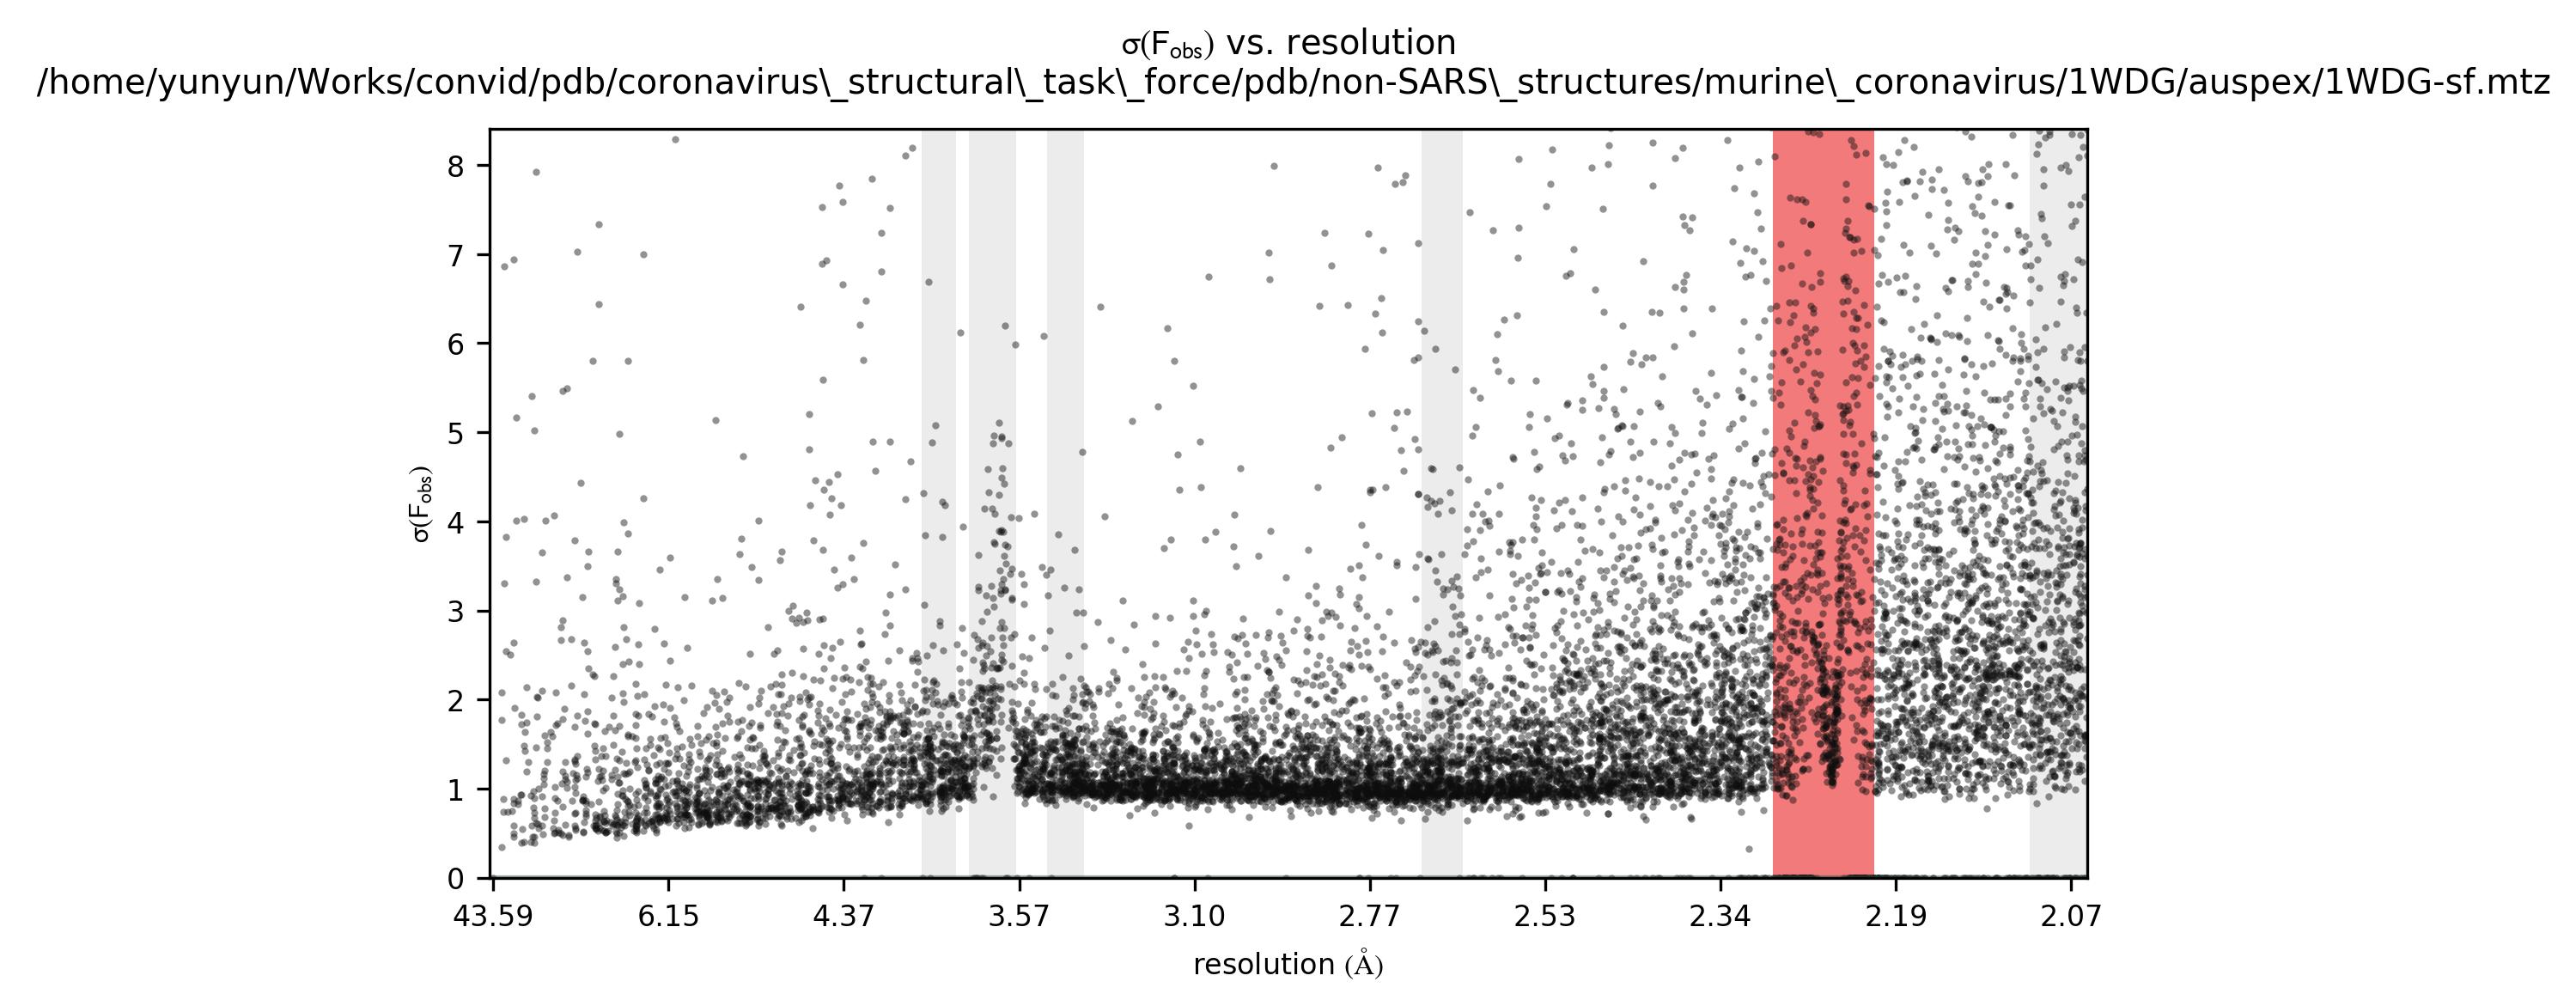 σ(Fobs) vs. resolution
/home/yunyun/Works/convid/pdb/coronavirus\_structural\_task\_force/pdb/non-SARS\_structures/murine\_coronavirus/1WDG/auspex/1WDG-sf.mtz
8
7
6
5
4
3
2
1
0
σ(Fobs)
43.59 6.15 4.37 3.57 3.10 2.77 2.53 2.34 2.19 2.07
resolution (Å)